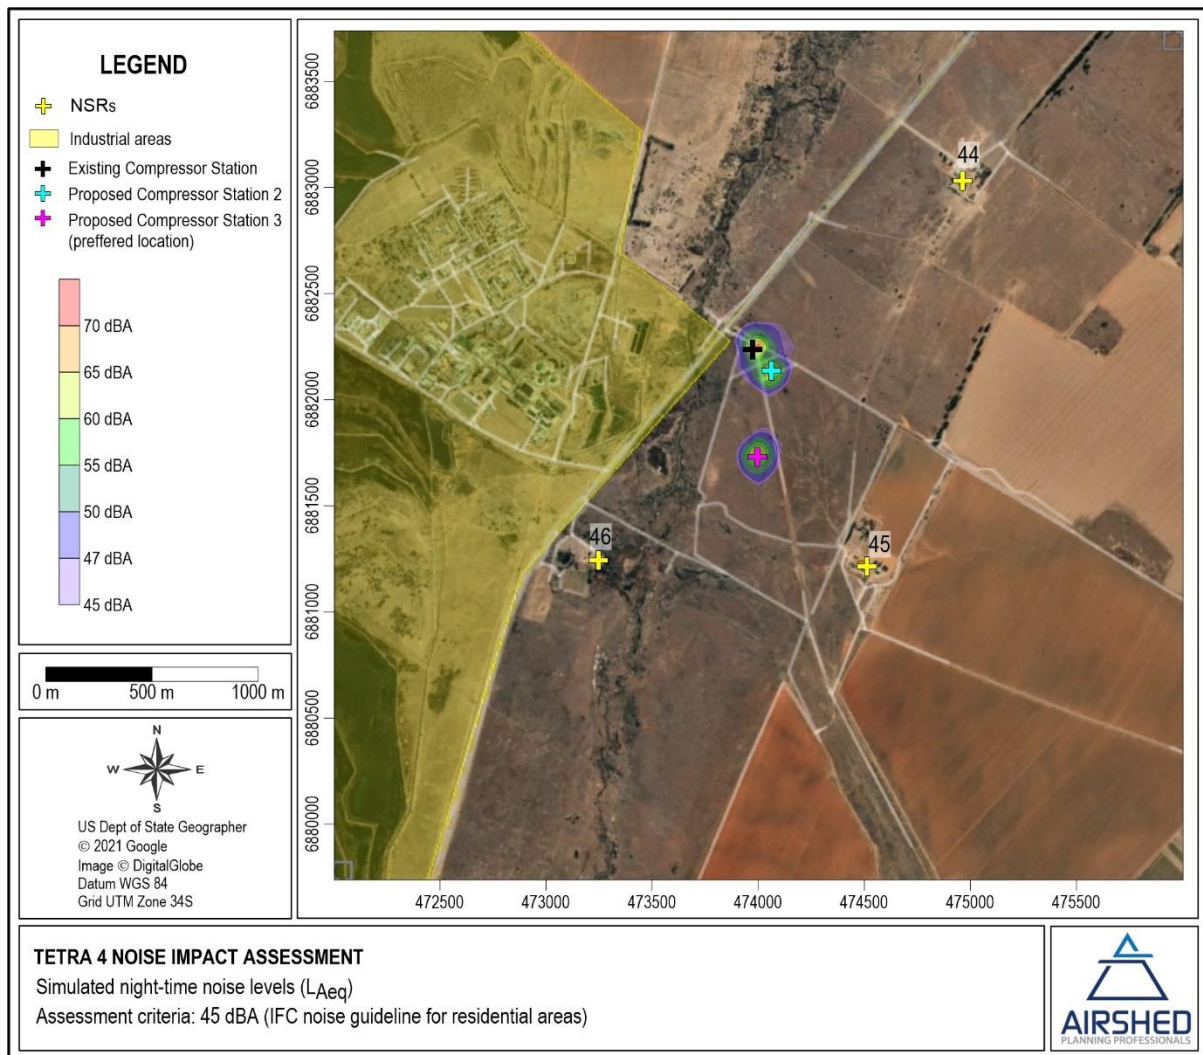 LEGEND
NSRs
Industrial areas
Existing Compressor Station
Proposed Compressor Station 2
Proposed Compressor Station 3
(preffered location)
70 dBA
65 dBA
60 dBA
55 dBA
50 dBA
47 dBA
45 dBA
0 m 500 m 1000 m
N
W E
S
US Dept of State Geographer
© 2021 Google
Image © DigitalGlobe
Datum WGS 84
Grid UTM Zone 34S
6883500
6883000
6882500
6882000
6881500
6881000
6880500
6880000
44
46
45
472500 473000 473500 474000 474500 475000 475500
TETRA 4 NOISE IMPACT ASSESSMENT
Simulated night-time noise levels (LAeq)
Assessment criteria: 45 dBA (IFC noise guideline for residential areas)
AIRSHED
PLANNING PROFESSIONALS